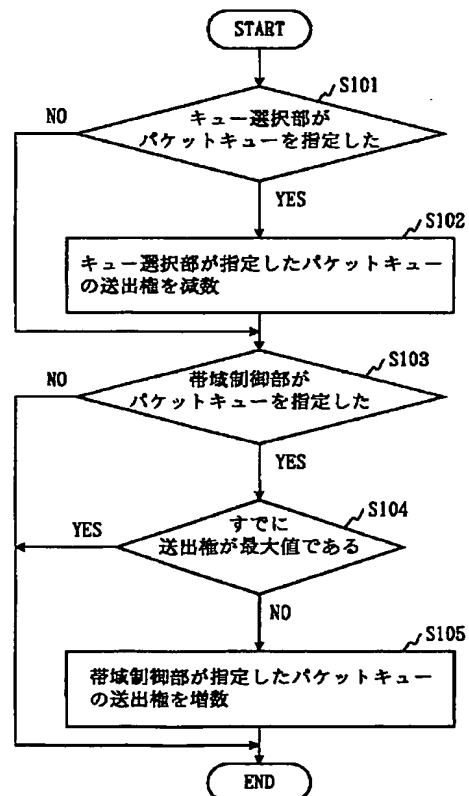 START
S101
NO
キュー選択部が
パケットキューを指定した
YES
S102
キュー選択部が指定したパケットキュー
の送出権を減数
S103
NO
帯域制御部が
パケットキューを指定した
YES
S104
YES
すでに
送出権が最大値である
NO
S105
帯域制御部が指定したパケットキュー
の送出権を増数
END